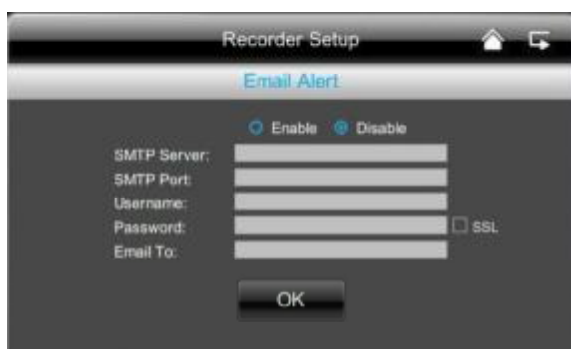 Recorder Setup
Email Alert
Enable Disable
SMTP Server:
SMTP Port:
Username:
Password: SSL
Email To:
OK